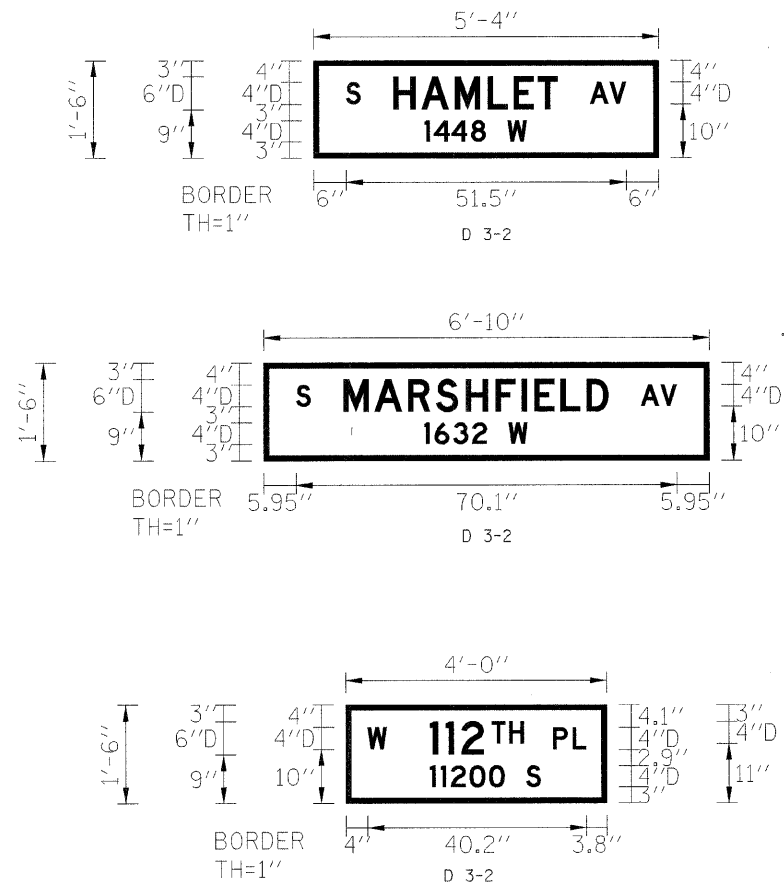 5'-4"
1'-6"
3'
6"D
9"
4"
4"D
3"
4"D
3"
S HAMLET AV
1448 W
4"
4"D
10"
BORDER
TH=1"
6" 51.5" 6"
D 3-2
6'-10"
1'-6"
3"
6"D
9"
4"
4"D
3"
4"D
3"
S MARSHFIELD AV
1632 W
4"
4"D
10"
BORDER
TH=1"
5.95" 70.1" 5.95"
D 3-2
4'-0"
1'-6"
3"
6"D
9"
4"
4"D
10"
W 112TH PL
11200 S
4.1"
4"D
2.9"
4"D
3"
3"
4"D
11"
BORDER
TH=1"
4" 40.2" 3.8"
D 3-2